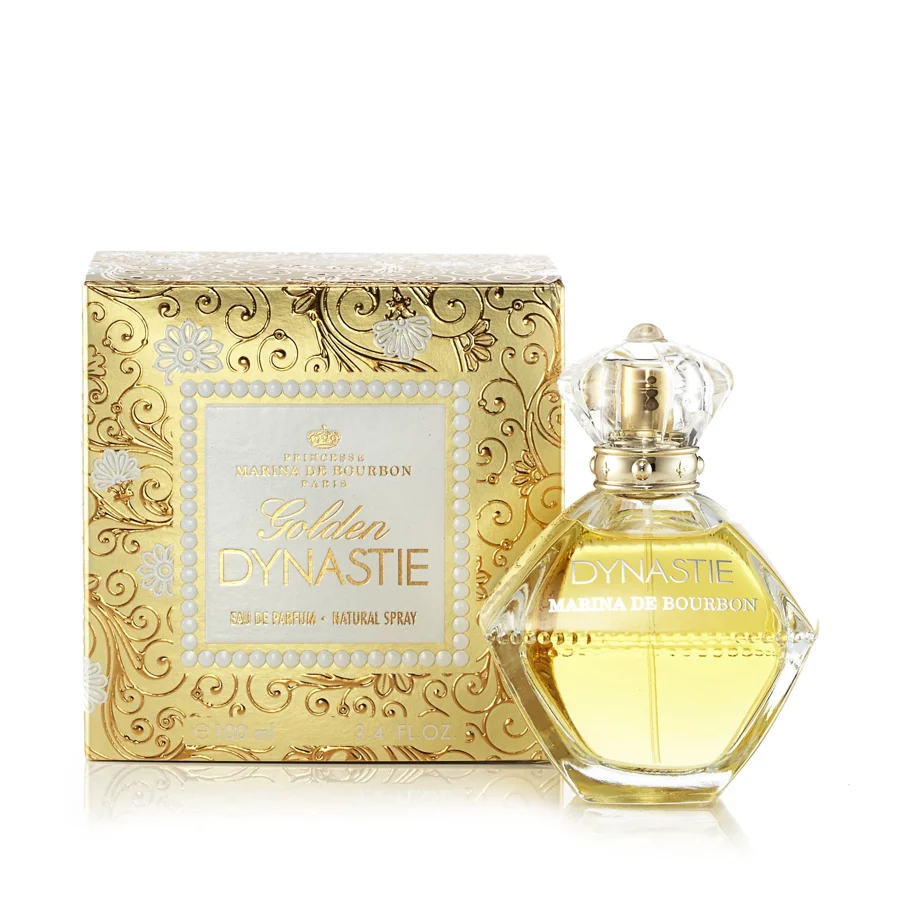 PRINCESSE
MARINA DE BOURBON
PARIS
Golden
DYNASTIE
EAU DE PARFUM · NATURAL SPRAY
℮ 100 ml 3.4 FL.OZ.
DYNASTIE
MARINA DE BOURBON